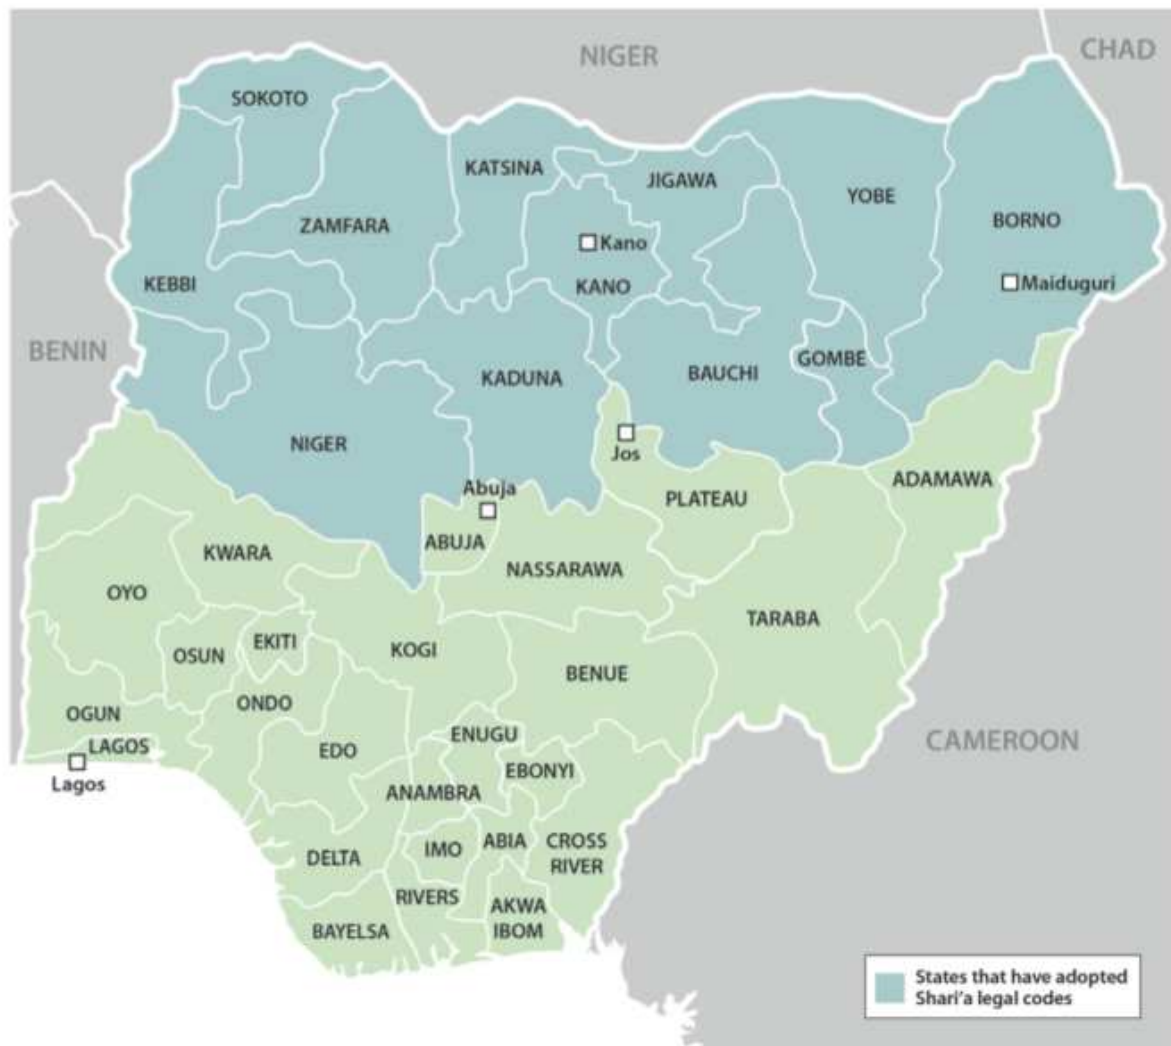 NIGER
CHAD
SOKOTO
KATSINA
JIGAWA
YOBE
ZAMFARA
BORNO
Kano
KEBBI
KANO
Maiduguri
BENIN
GOMBE
KADUNA
BAUCHI
NIGER
Jos
ADAMAWA
Abuja
PLATEAU
ABUJA
KWARA
NASSARAWA
OYO
TARABA
EKITI
OSUN
KOGI
BENUE
ONDO
OGUN
ENUGU
CAMEROON
LAGOS
EDO
EBONYI
Lagos
ANAMBRA
ABIA
CROSS
RIVER
IMO
DELTA
RIVERS
AKWA
IBOM
BAYELSA
States that have adopted
Shari'a legal codes